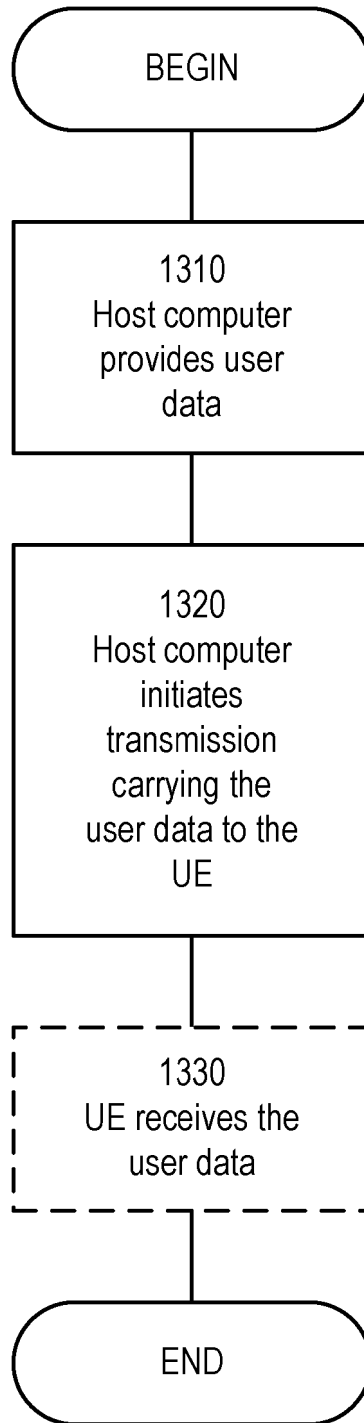 BEGIN
1310
Host computer
provides user
data
1320
Host computer
initiates
transmission
carrying the
user data to the
UE
1330
UE receives the
user data
END